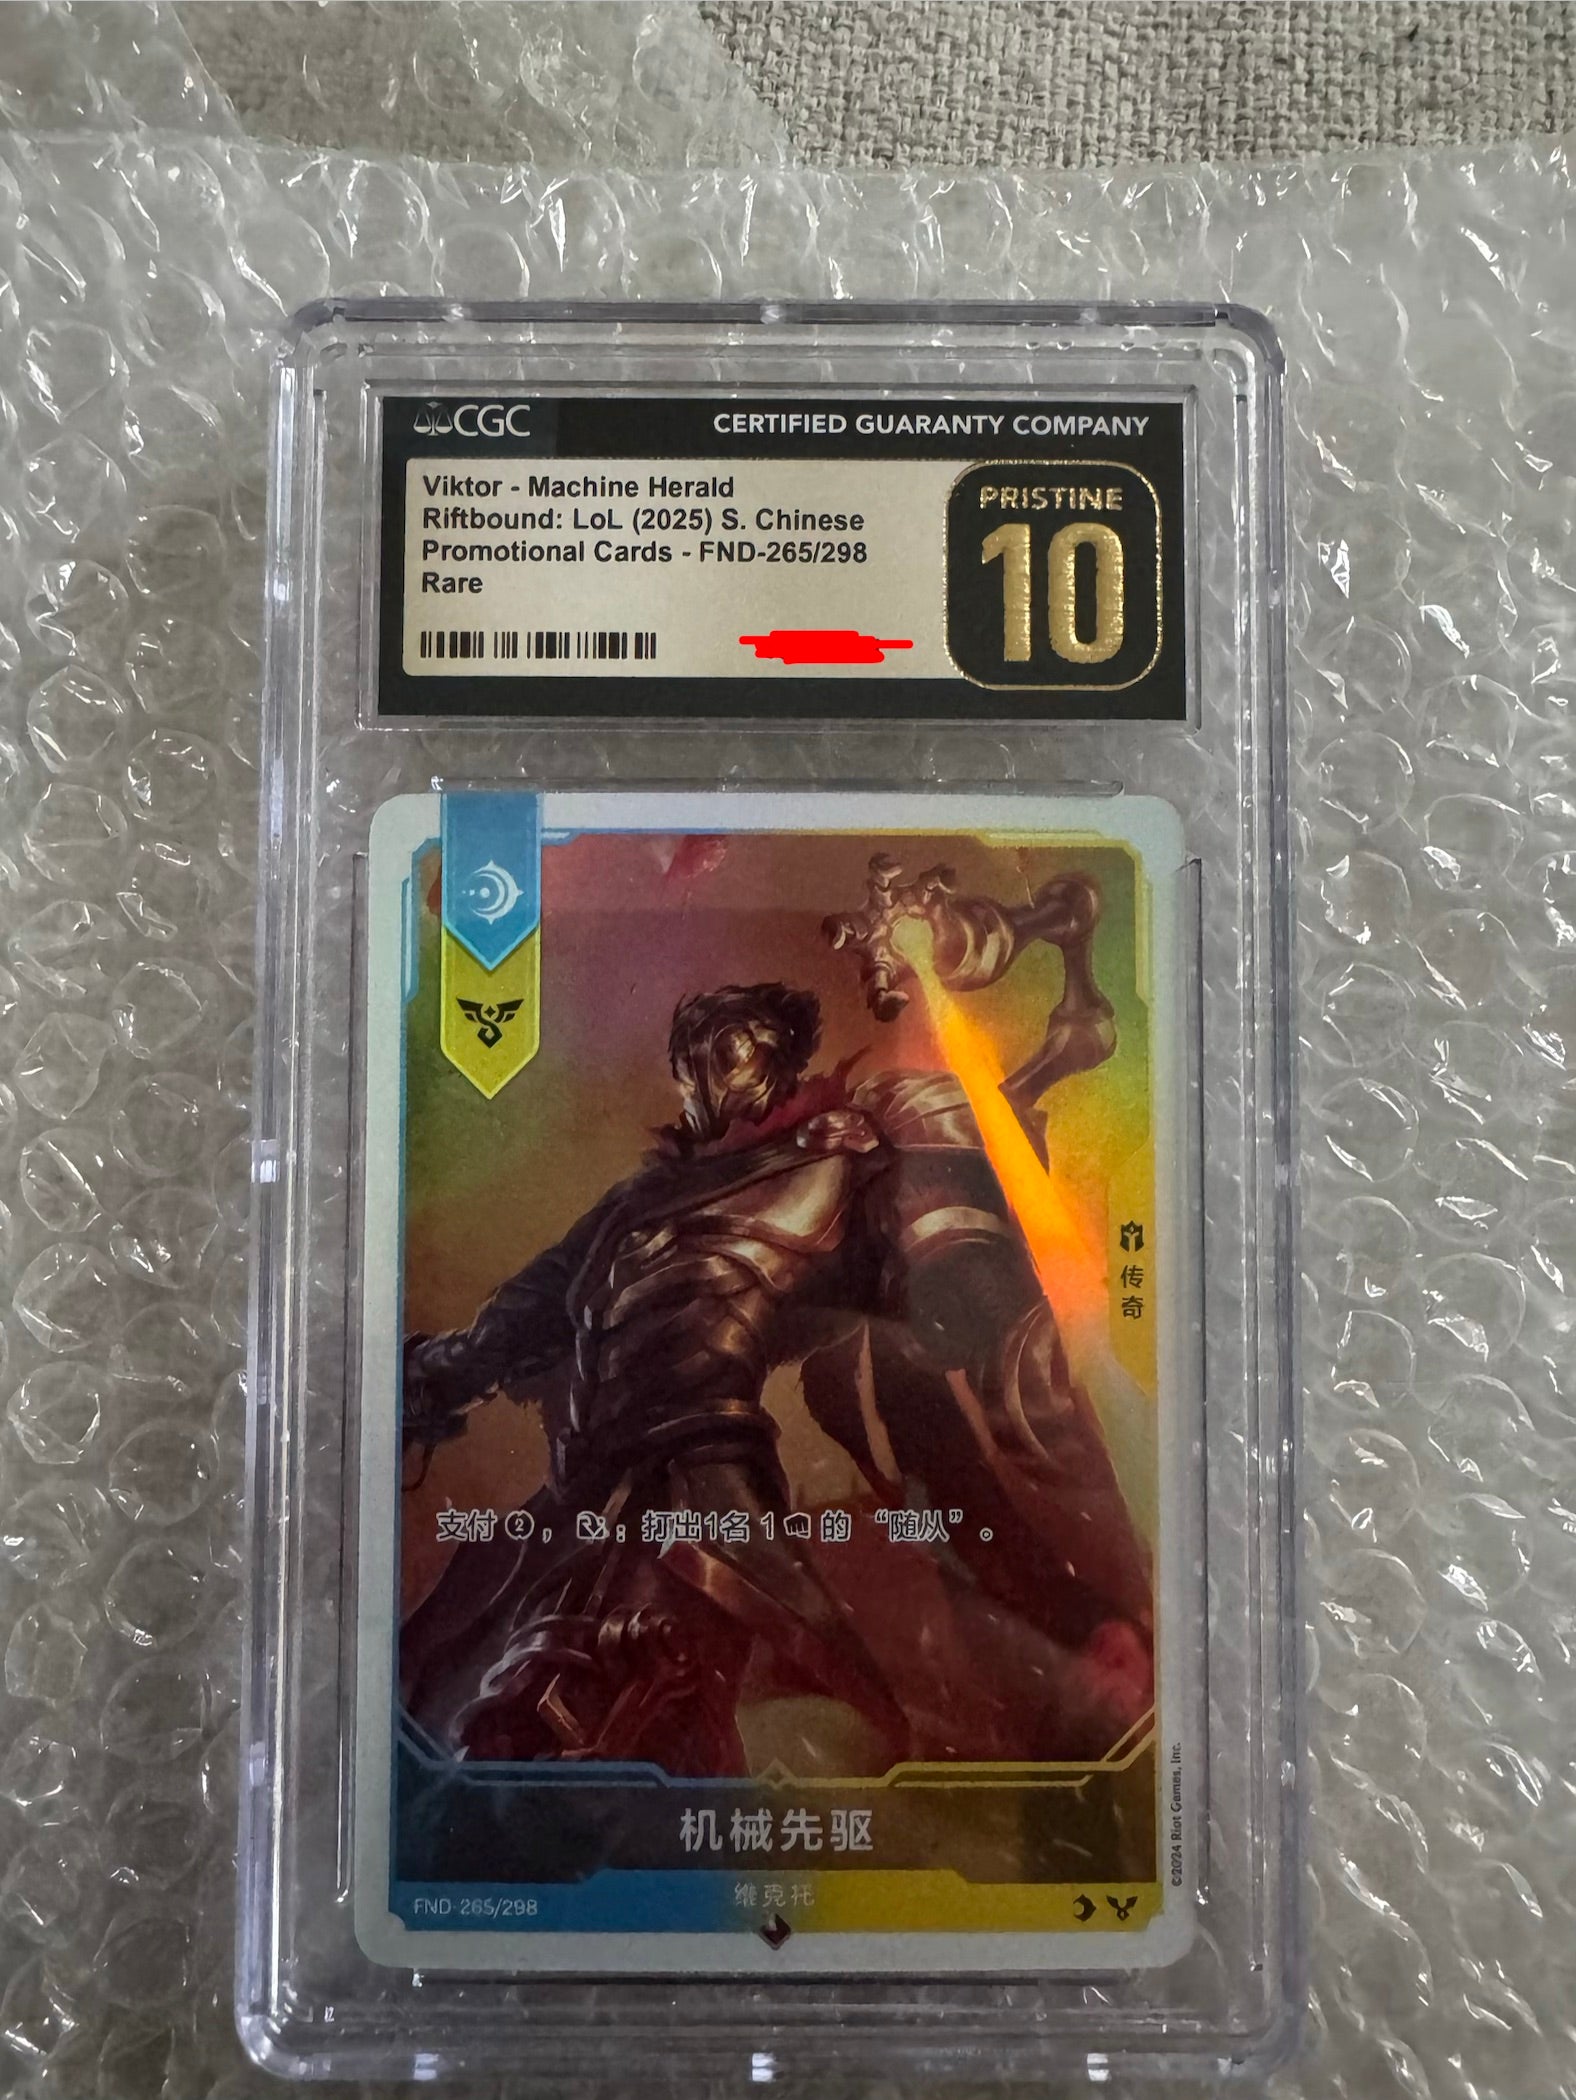 CGC
CERTIFIED GUARANTY COMPANY
Viktor - Machine Herald
Riftbound: LoL (2025) S. Chinese
Promotional Cards - FND-265/298
Rare
PRISTINE
10
传奇
支付2，：打出1名1的“随从”。
机械先驱
维克托
FND-265/298
©2024 Riot Games, Inc.